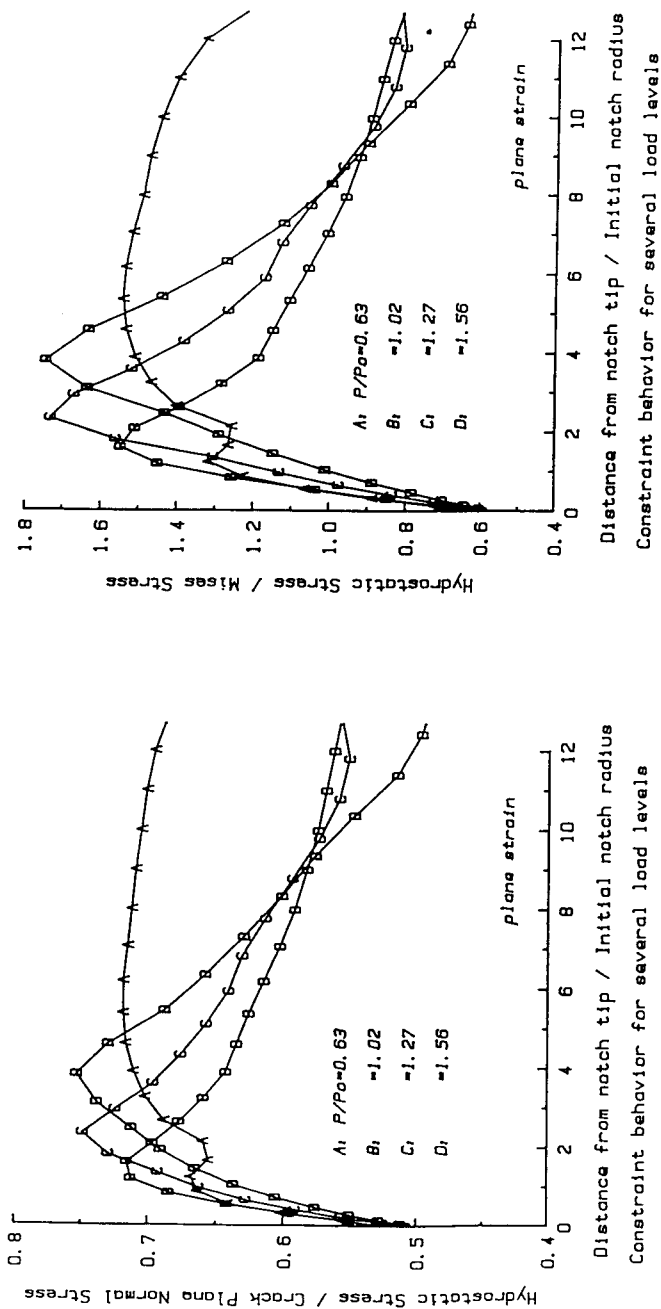 Hydrostatic Stress / Crack Plane Normal Stress
0.8
0.7
0.6
0.5
0.4
A: P/Po=0.63
B: =1.02
C: =1.27
D: =1.56
plane strain
0 2 4 6 8 10 12
Distance from notch tip / Initial notch radius
Constraint behavior for several load levels
Hydrostatic Stress / Mises Stress
1.8
1.6
1.4
1.2
1.0
0.8
0.6
0.4
A: P/Po=0.63
B: =1.02
C: =1.27
D: =1.56
plane strain
0 2 4 6 8 10 12
Distance from notch tip / Initial notch radius
Constraint behavior for several load levels